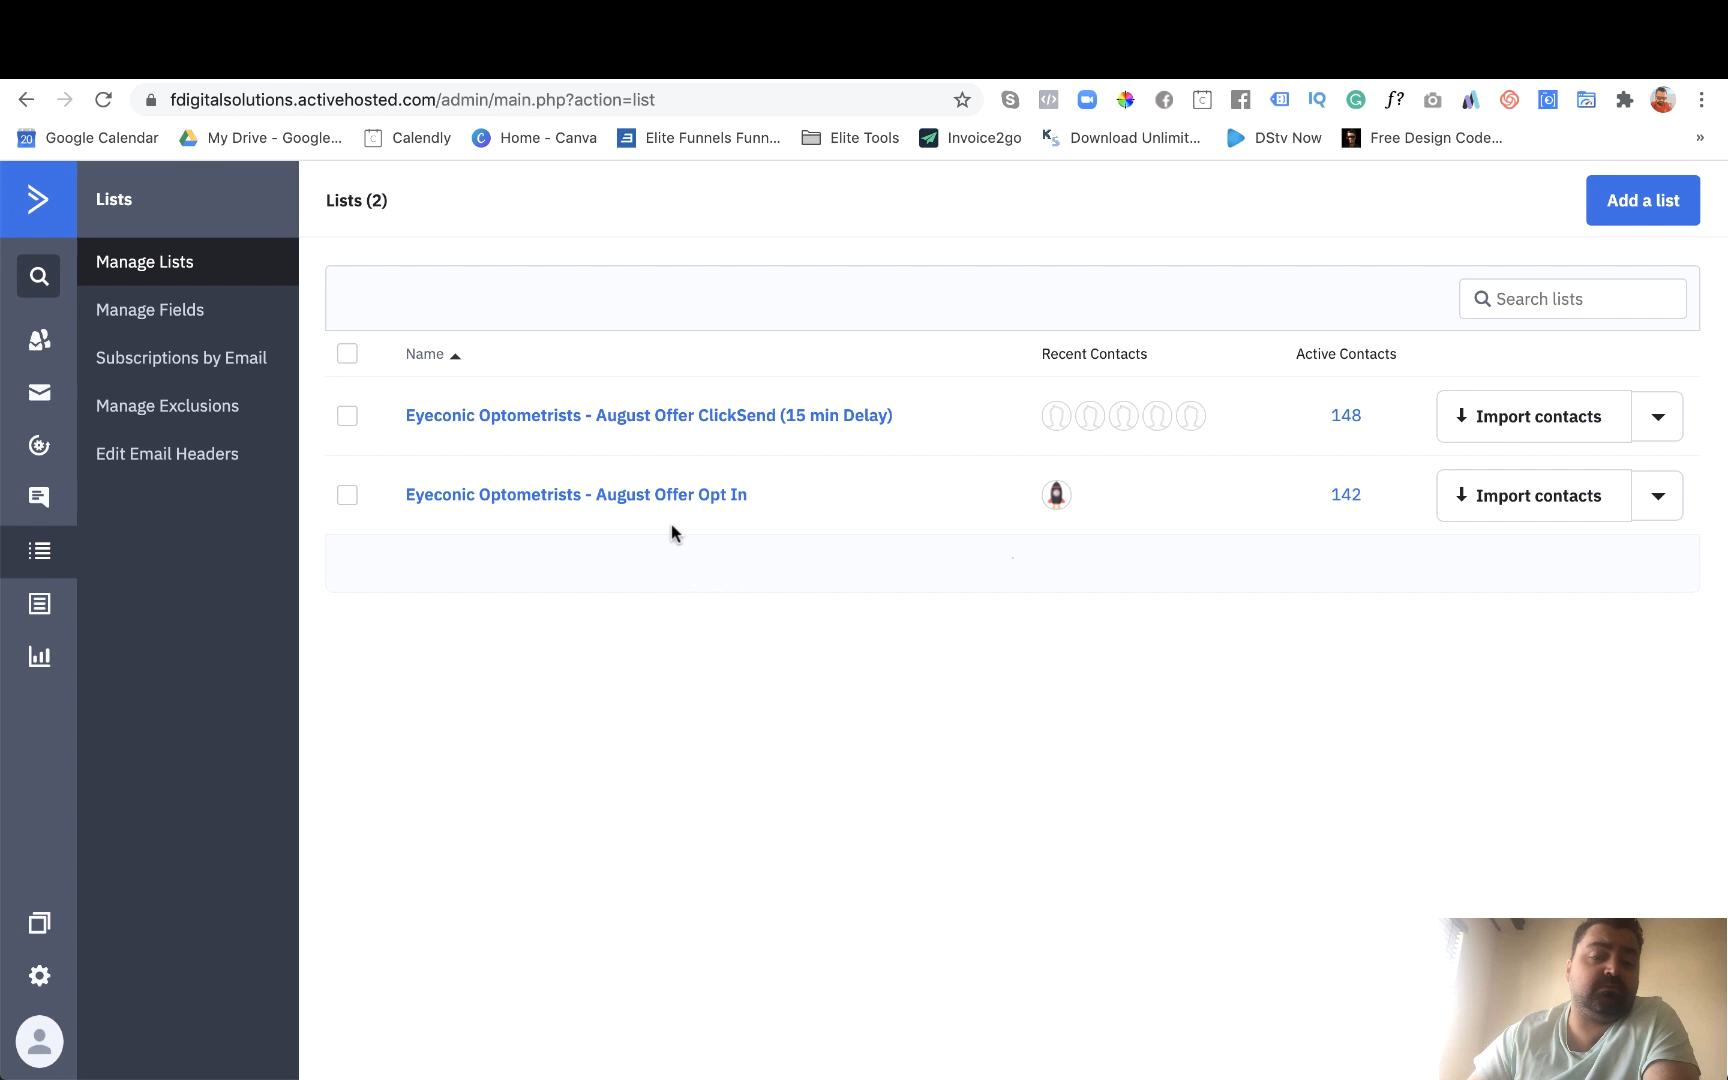 fdigitalsolutions.activehosted.com/admin/main.php?action=list
IQ
f?
20 Google Calendar
My Drive - Google...
C Calendly
C Home - Canva
Elite Funnels Funn...
Elite Tools
Invoice2go
Ks Download Unlimit...
DStv Now
Free Design Code...
»
Lists
Manage Lists
Manage Fields
Subscriptions by Email
Manage Exclusions
Edit Email Headers
Lists (2)
Add a list
Search lists
Name
Recent Contacts
Active Contacts
Eyeconic Optometrists - August Offer ClickSend (15 min Delay)
148
Import contacts
Eyeconic Optometrists - August Offer Opt In
142
Import contacts